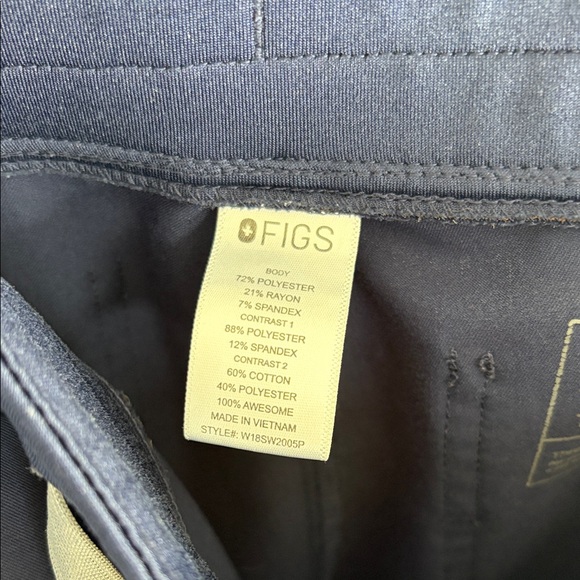 FIGS
BODY
72% POLYESTER
21% RAYON
7% SPANDEX
CONTRAST 1
88% POLYESTER
12% SPANDEX
CONTRAST 2
60% COTTON
40% POLYESTER
100% AWESOME
MADE IN VIETNAM
STYLE#: W18SW2005P